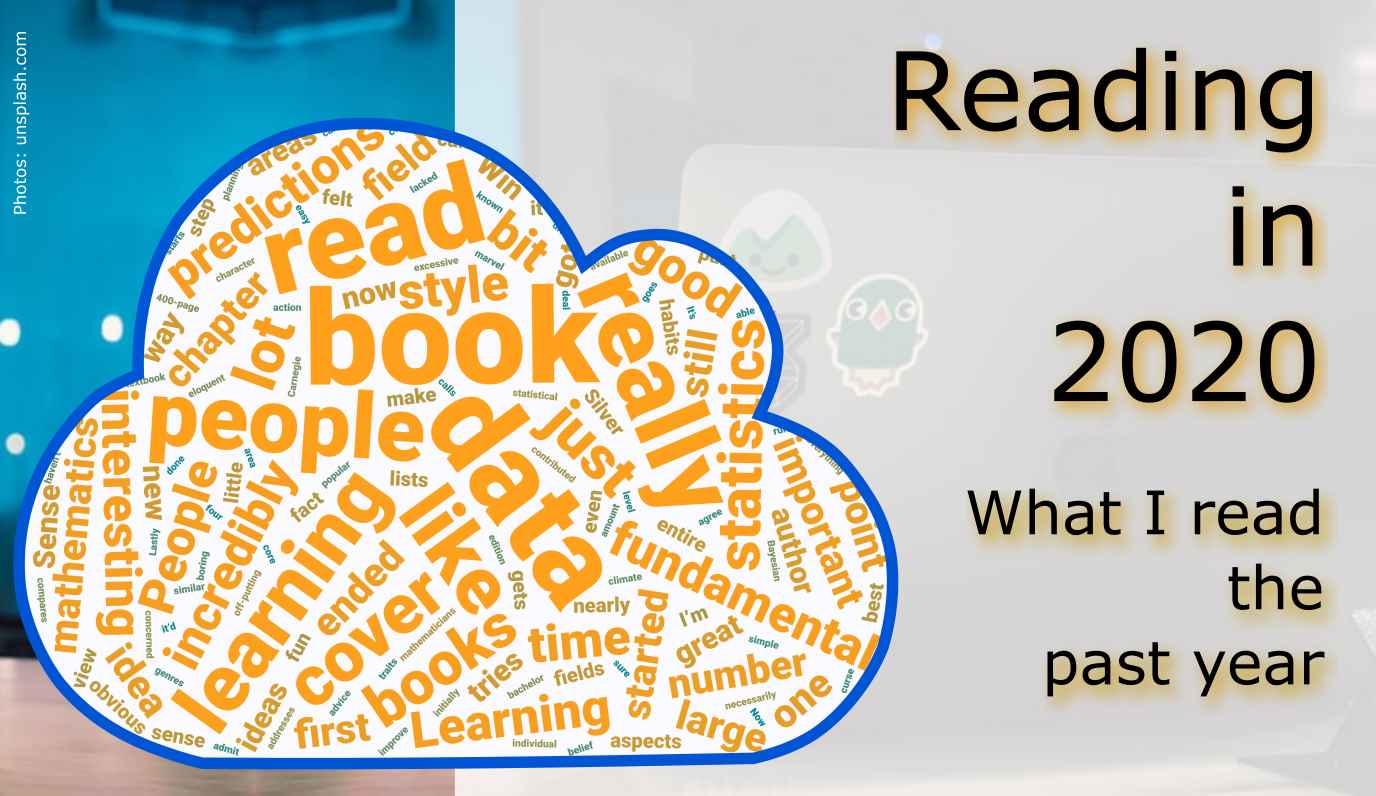 Photos: unsplash.com
Reading
in
2020
What I read
the
past year
areas
predictions
field
felt
lacked
win
known
it
step
starts
easy
read
bit
character
excessive
marvel
available
good
400-page
chapter
action
now
style
deal
goes
it's
able
way
lot
book
really
habits
still
eloquent
Carnegie
make
calls
statistical
Silver
statistics
people
data
just
interesting
mathematics
haven't
Sense
new
done
area
little
popular
lists
contributed
important
point
People
four
incredibly
fact
even
level
amount
entire
agree
Bayesian
author
Lastly
boring
core
learning
like
edition
fundamental
best
compares
similar
off-putting
ended
gets
climate
concerned
it'd
fun
cover
mathematicians
nearly
started
I'm
great
simple
view
idea
genres
traits
books
time
sure
number
curse
obvious
ideas
advice
initially
tries
bachelor
fields
necessarily
one
sense
admit
addresses
first
improve
Learning
large
Now
individual
belief
aspects